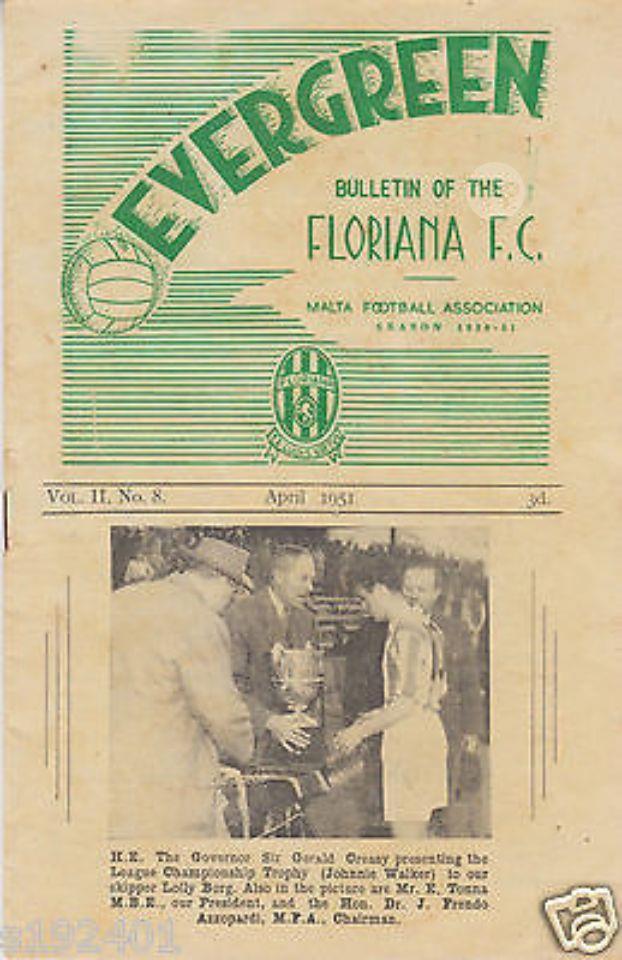 EVERGREEN
BULLETIN OF THE
FLORIANA F.C.
MALTA FOOTBALL ASSOCIATION
SEASON 1950-51
FLORIANA
VOL. II, No. 8.    April 1951    3d.
H.E. The Governor Sir Gerald Creasy presenting the
League Championship Trophy (Johnnie Walker) to our
skipper Lolly Borg. Also in the picture are Mr. E. Tonna
M.B.E., our President, and the Hon. Dr. J. Frendo
Azzopardi, M.F.A., Chairman.
s192401